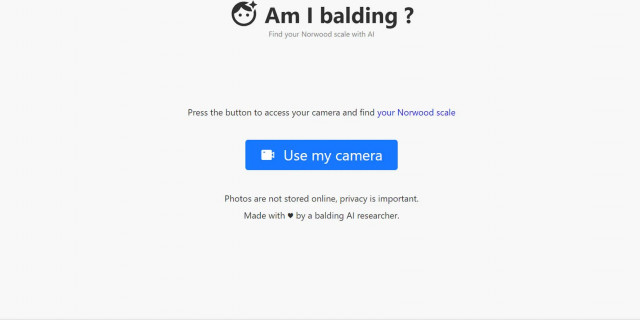 Am I balding ?
Find your Norwood scale with AI
Press the button to access your camera and find your Norwood scale
Use my camera
Photos are not stored online, privacy is important.
Made with ♥ by a balding AI researcher.